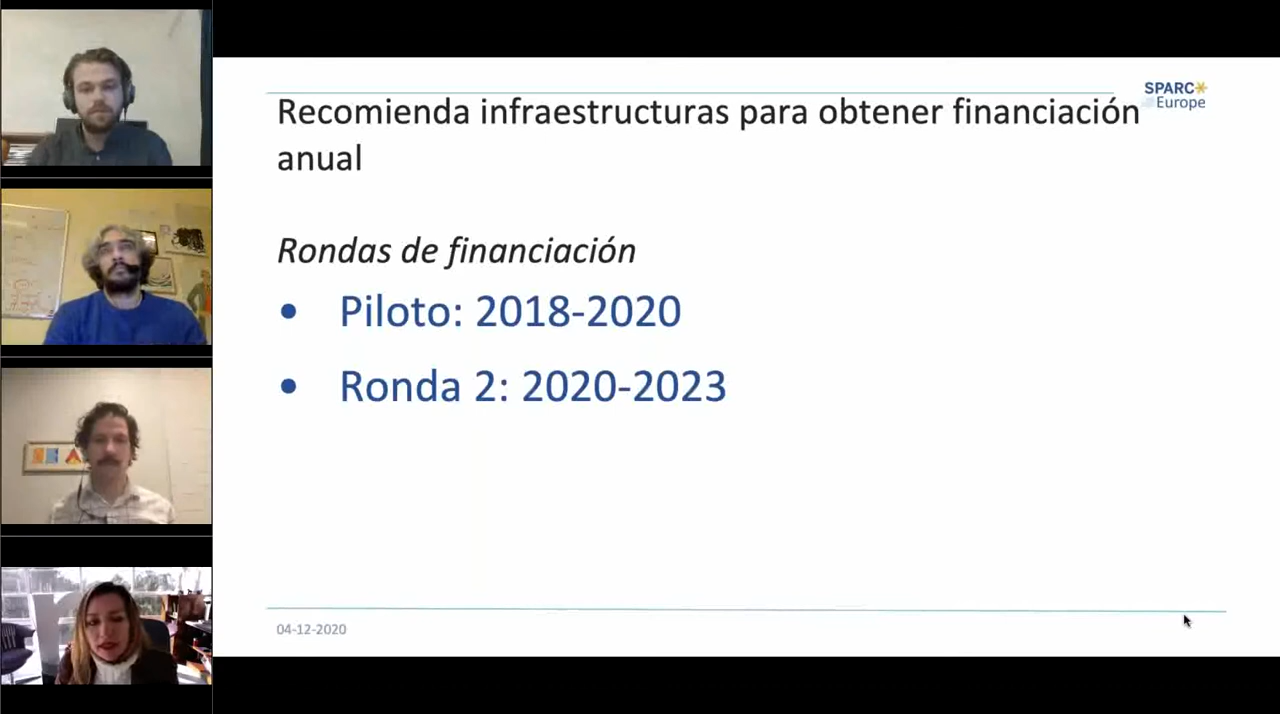 SPARC
Europe
Recomienda infraestructuras para obtener financiación
anual
Rondas de financiación
• Piloto: 2018-2020
• Ronda 2: 2020-2023
04-12-2020